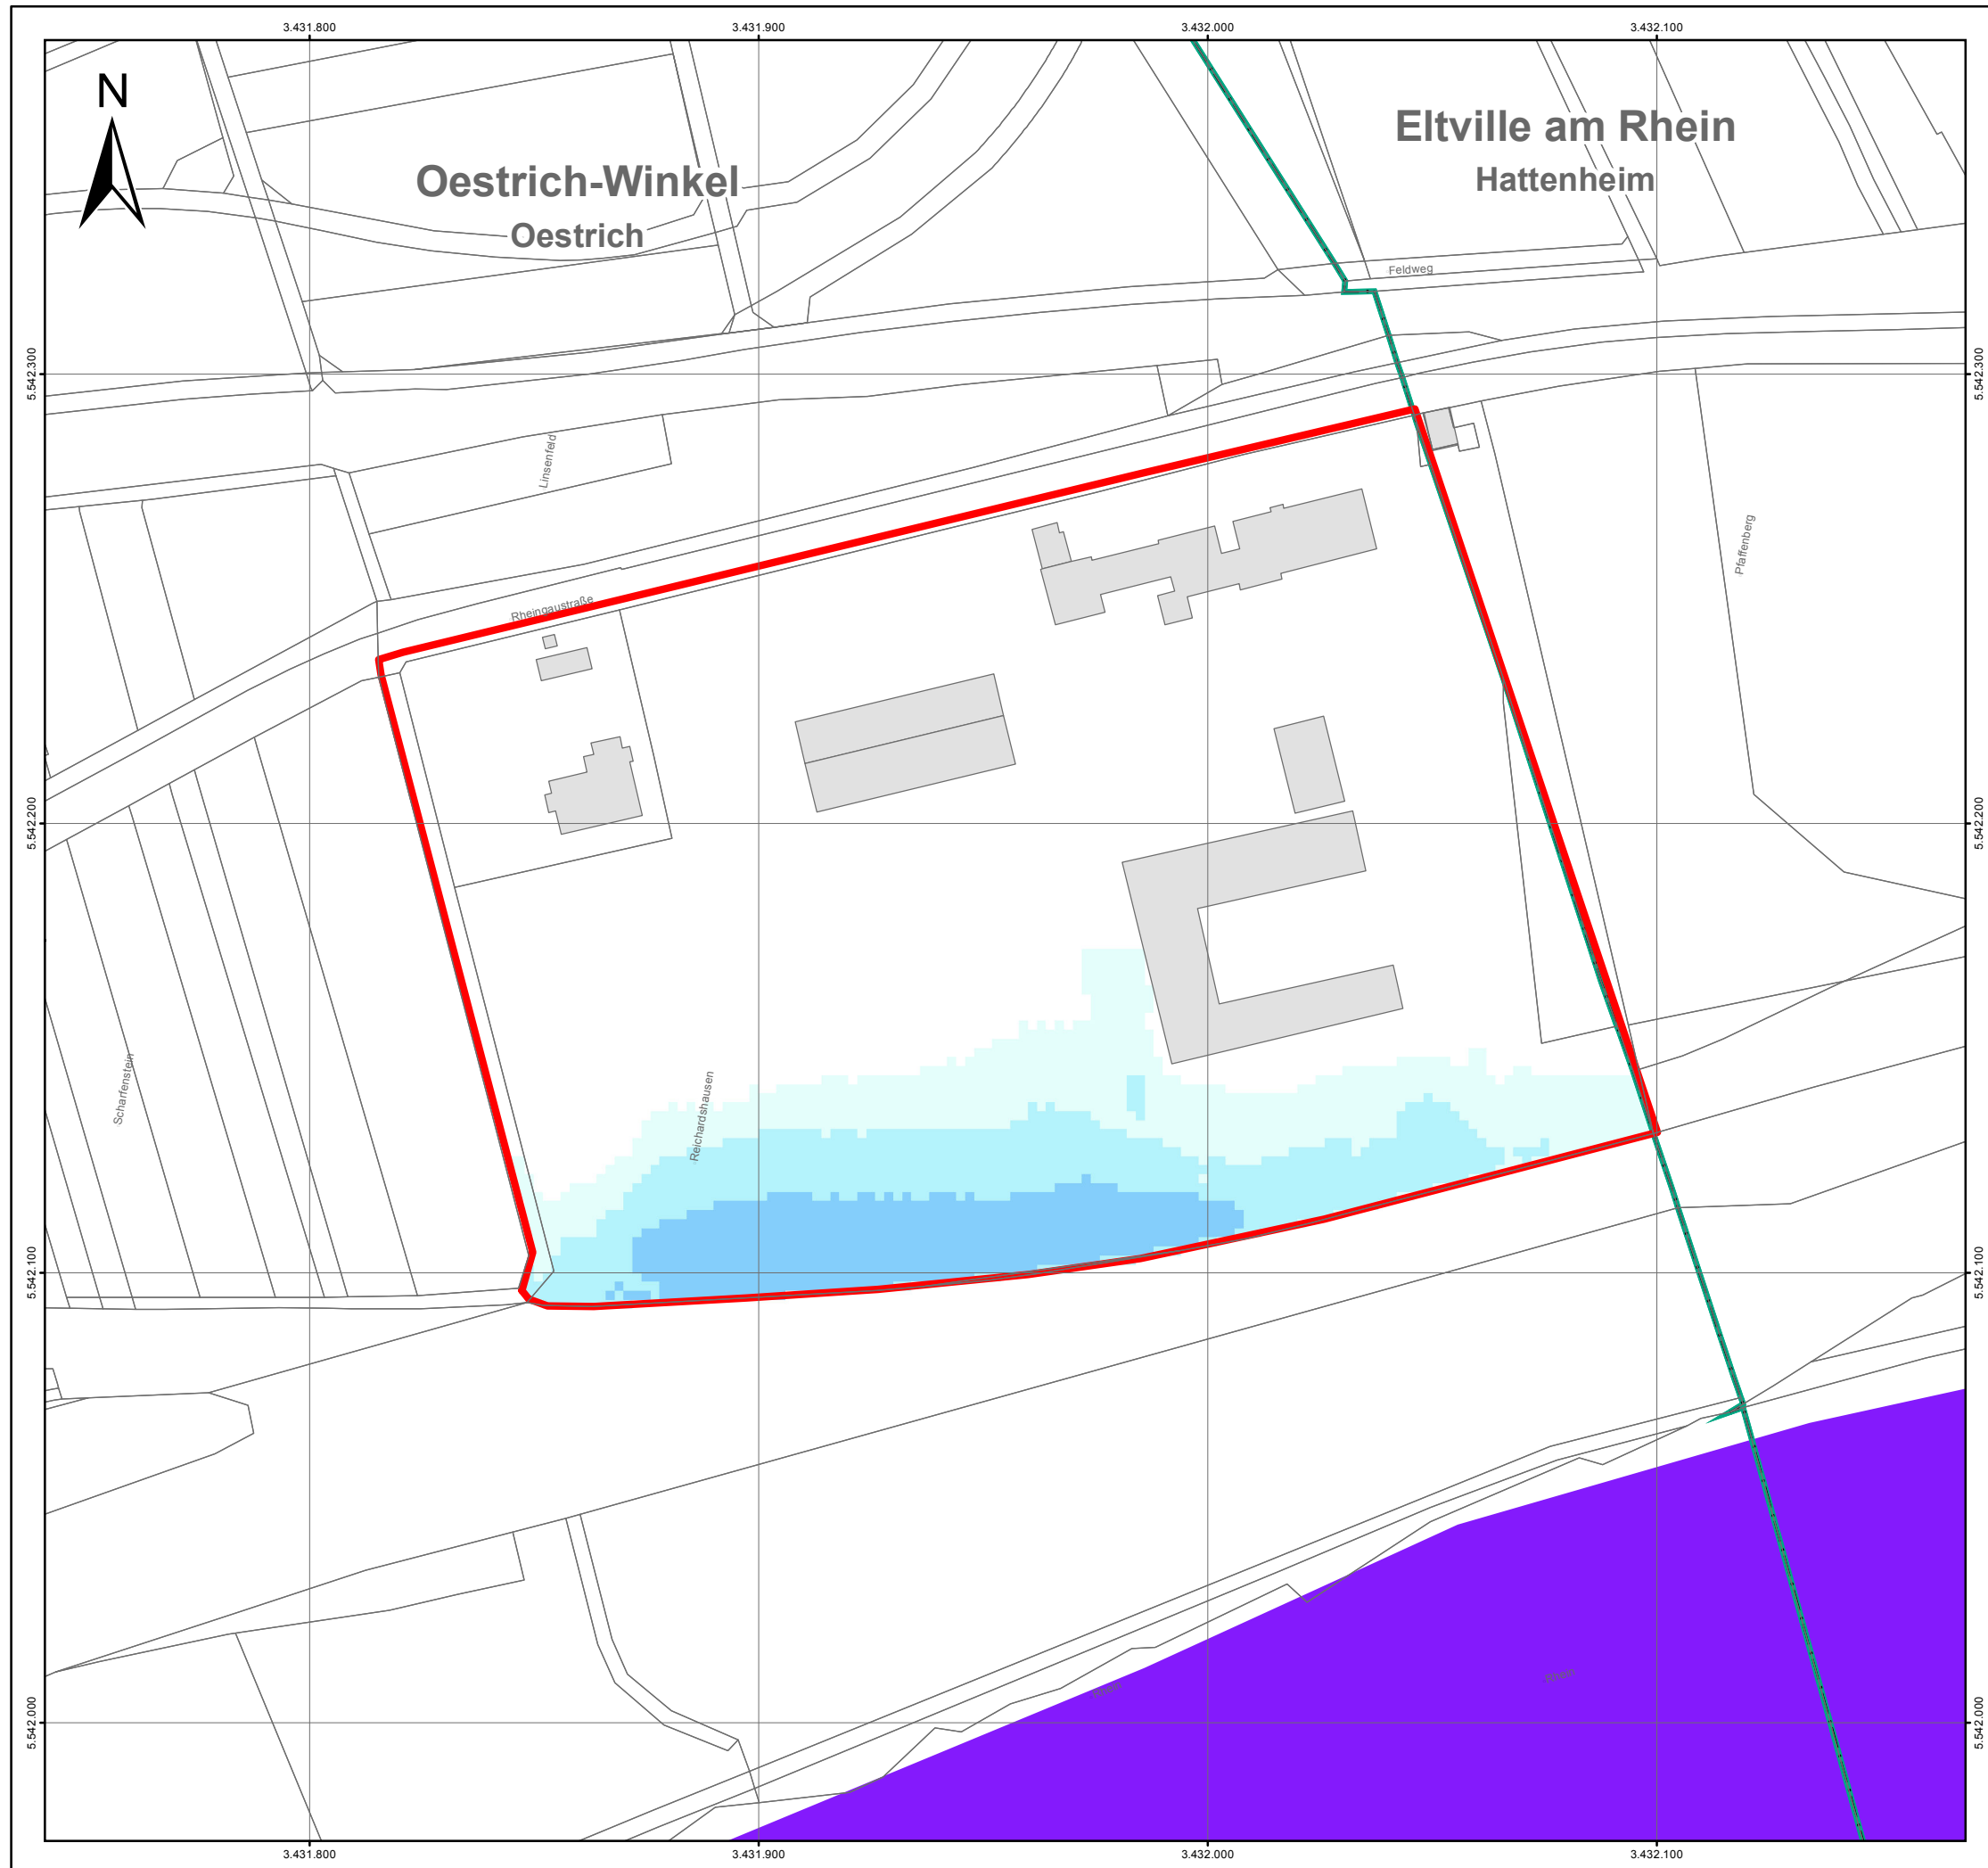 3.431.800
3.431.900
3.432.000
3.432.100
N
Eltville am Rhein
Hattenheim
Oestrich-Winkel
Oestrich
Feldweg
5.542.300
5.542.300
Linsenfeld
Pfaffenberg
Rheingaustraße
5.542.200
5.542.200
Scharfenstein
Reichardshausen
5.542.100
5.542.100
Rhein
Rhein
5.542.000
5.542.000
3.431.800
3.431.900
3.432.000
3.432.100